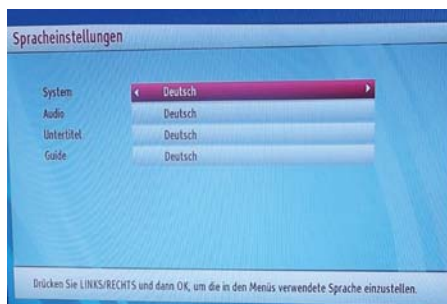 Spracheinstellungen
System Deutsch
Audio Deutsch
Untertitel Deutsch
Guide Deutsch
Drücken Sie LINKS/RECHTS und dann OK, um die in den Menüs verwendete Sprache einzustellen.